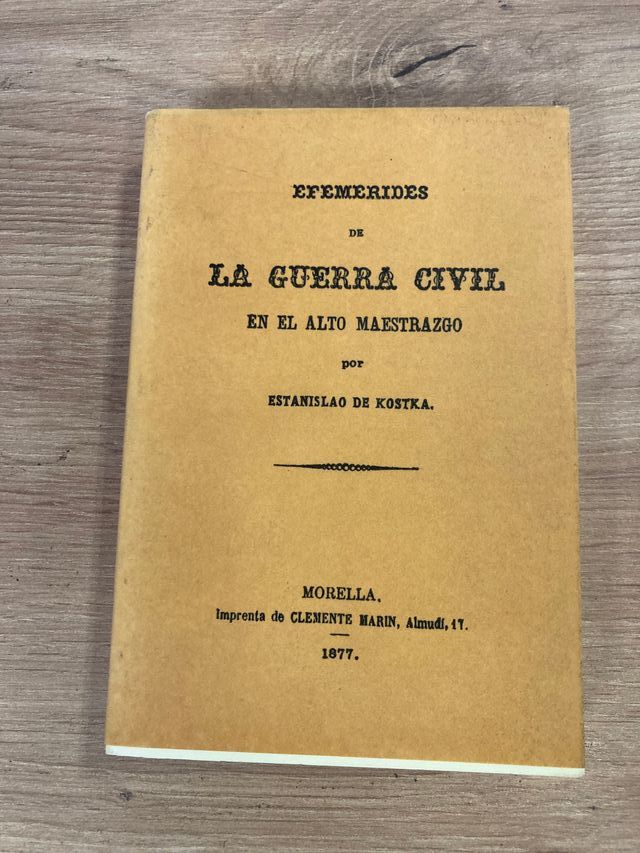 EFEMERIDES
DE
LA GUERRA CIVIL
EN EL ALTO MAESTRAZGO
por
ESTANISLAO DE KOSTKA.
MORELLA.
Imprenta de CLEMENTE MARIN, Almudí, 17.
1877.